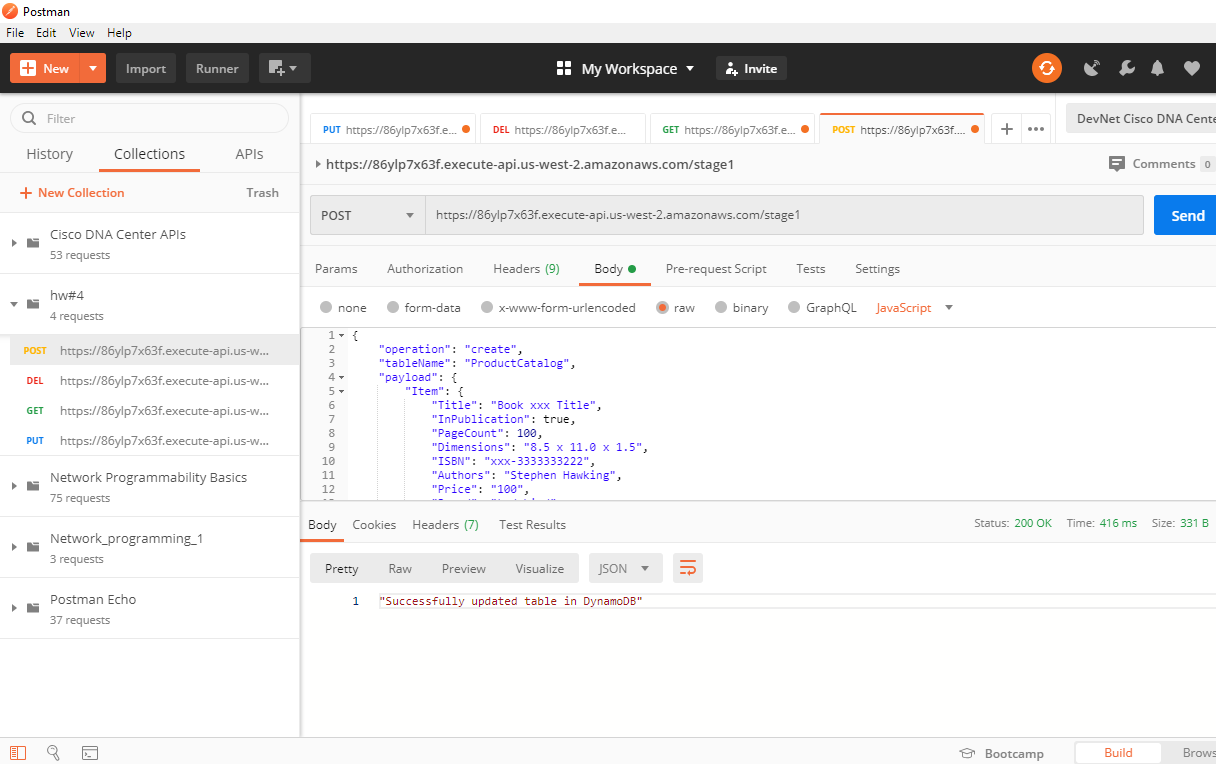 Postman
File Edit View Help
New Import Runner My Workspace Invite
Filter
History Collections APIs
New Collection Trash
Cisco DNA Center APIs
53 requests
hw#4
4 requests
POST https://86ylp7x63f.execute-api.us-w...
DEL https://86ylp7x63f.execute-api.us-w...
GET https://86ylp7x63f.execute-api.us-w...
PUT https://86ylp7x63f.execute-api.us-w...
Network Programmability Basics
75 requests
Network_programming_1
3 requests
Postman Echo
37 requests
PUT https://86ylp7x63f.e... DEL https://86ylp7x63f.e... GET https://86ylp7x63f.e... POST https://86ylp7x63f.... DevNet Cisco DNA Cente
https://86ylp7x63f.execute-api.us-west-2.amazonaws.com/stage1 Comments 0
POST https://86ylp7x63f.execute-api.us-west-2.amazonaws.com/stage1 Send
Params Authorization Headers (9) Body Pre-request Script Tests Settings
none form-data x-www-form-urlencoded raw binary GraphQL JavaScript
1 {
2 "operation": "create",
3 "tableName": "ProductCatalog",
4 "payload": {
5 "Item": {
6 "Title": "Book xxx Title",
7 "InPublication": true,
8 "PageCount": 100,
9 "Dimensions": "8.5 x 11.0 x 1.5",
10 "ISBN": "xxx-3333333222",
11 "Authors": "Stephen Hawking",
12 "Price": "100",
Body Cookies Headers (7) Test Results Status: 200 OK Time: 416 ms Size: 331 B
Pretty Raw Preview Visualize JSON
1 "Successfully updated table in DynamoDB"
Bootcamp Build Brows